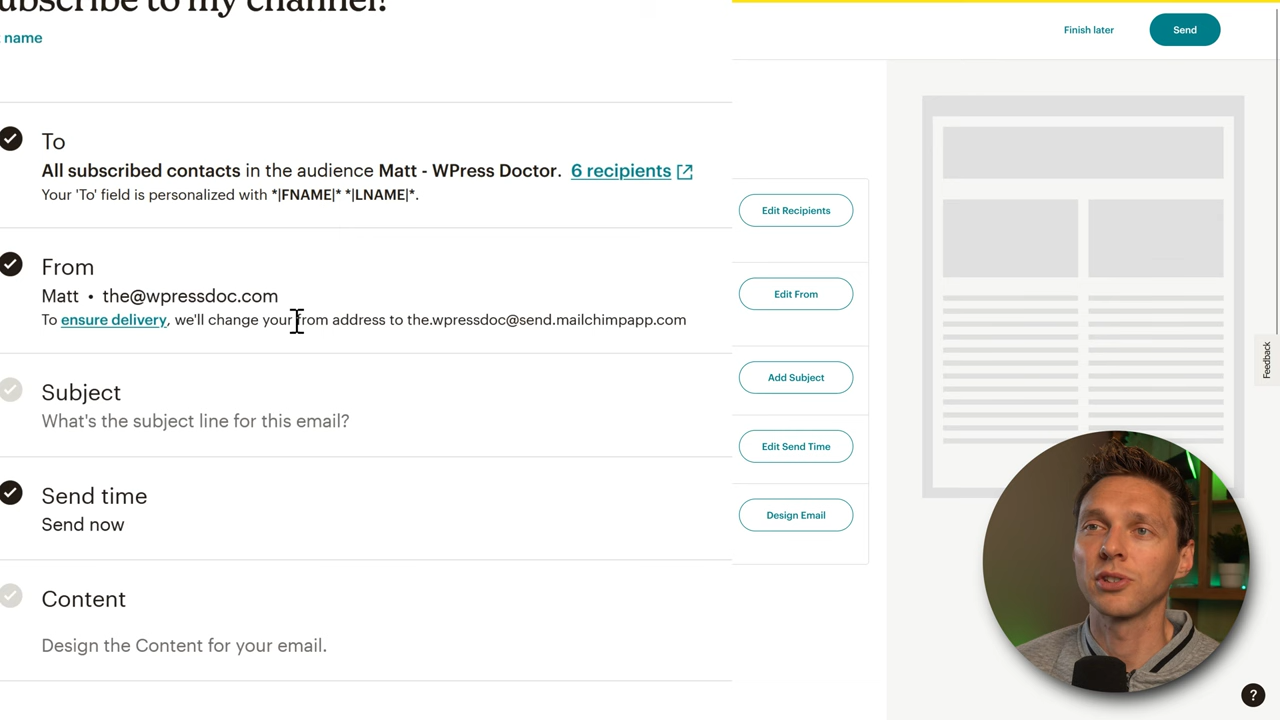 ubscribe to my channel!
name
Finish later
Send
To
All subscribed contacts in the audience Matt - WPress Doctor. 6 recipients
Your 'To' field is personalized with *|FNAME|* *|LNAME|*.
Edit Recipients
From
Matt • the@wpressdoc.com
To ensure delivery, we'll change your from address to the.wpressdoc@send.mailchimpapp.com
Edit From
Feedback
Subject
What's the subject line for this email?
Add Subject
Send time
Send now
Edit Send Time
Content
Design the Content for your email.
Design Email
?